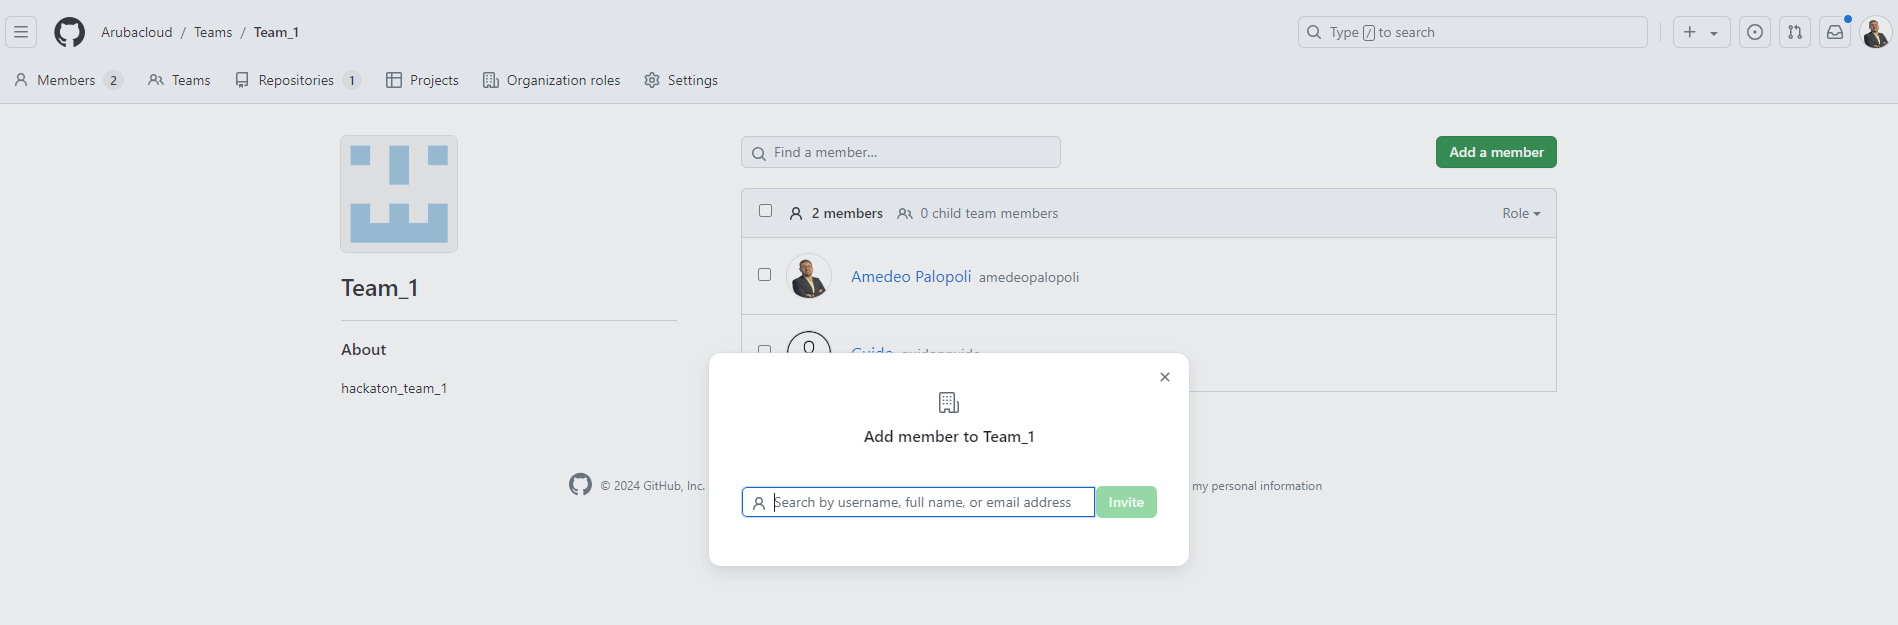 Arubacloud / Teams / Team_1
Type / to search
Members 2 Teams Repositories 1 Projects Organization roles Settings
Find a member...
Add a member
2 members 0 child team members
Role
Amedeo Palopoli amedeopalopoli
Team_1
About
hackaton_team_1
Guido
Add member to Team_1
Search by username, full name, or email address
Invite
© 2024 GitHub, Inc.
my personal information